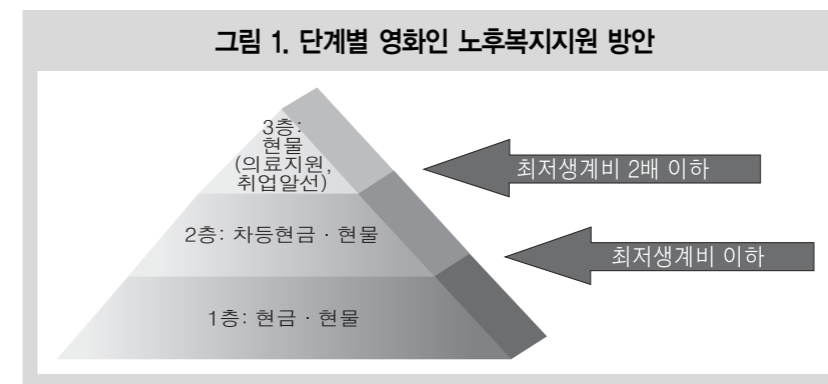 그림 1. 단계별 영화인 노후복지지원 방안
3층:
현물
(의료지원,
취업알선)
최저생계비 2배 이하
2층: 차등현금 · 현물
최저생계비 이하
1층: 현금 · 현물